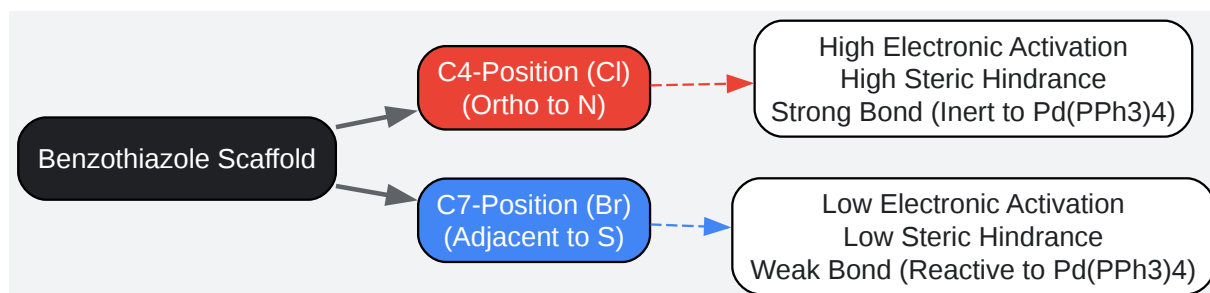 Benzothiazole Scaffold
C4-Position (Cl)
(Ortho to N)
High Electronic Activation
High Steric Hindrance
Strong Bond (Inert to Pd(PPh3)4)
C7-Position (Br)
(Adjacent to S)
Low Electronic Activation
Low Steric Hindrance
Weak Bond (Reactive to Pd(PPh3)4)